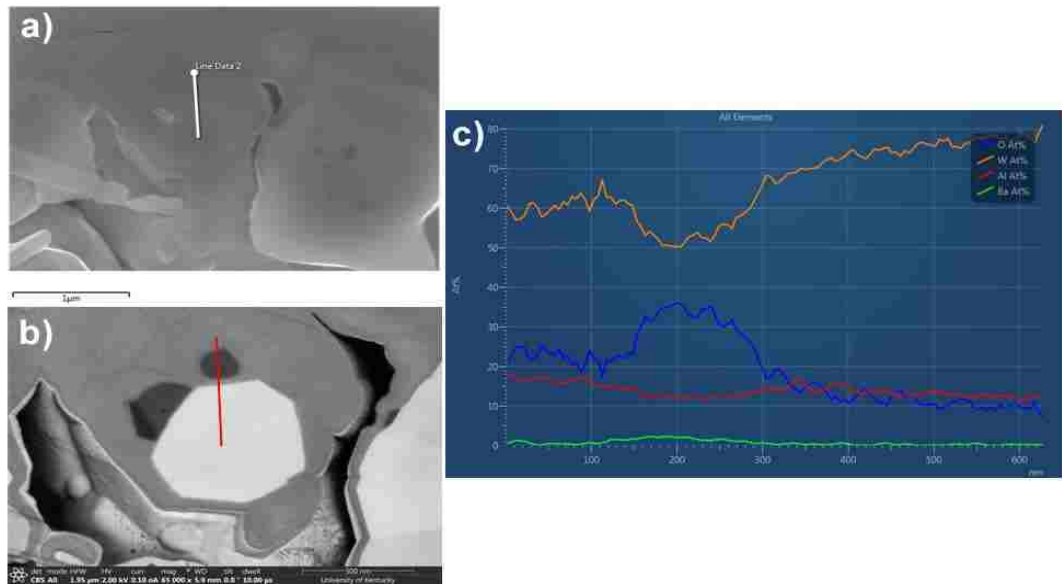 a)
Line Data 2
1µm
b)
det mode HFW HV curr mag WD tilt dwell
CBS A0 1.95 µm 2.00 kV 0.10 nA 65 000 x 5.9 mm 0.0 ° 10.00 µs
500 nm
University of Kentucky
c)
All Elements
At%
80
70
60
50
40
30
20
10
0
100
200
300
400
500
600
nm
O At%
W At%
Al At%
Ba At%